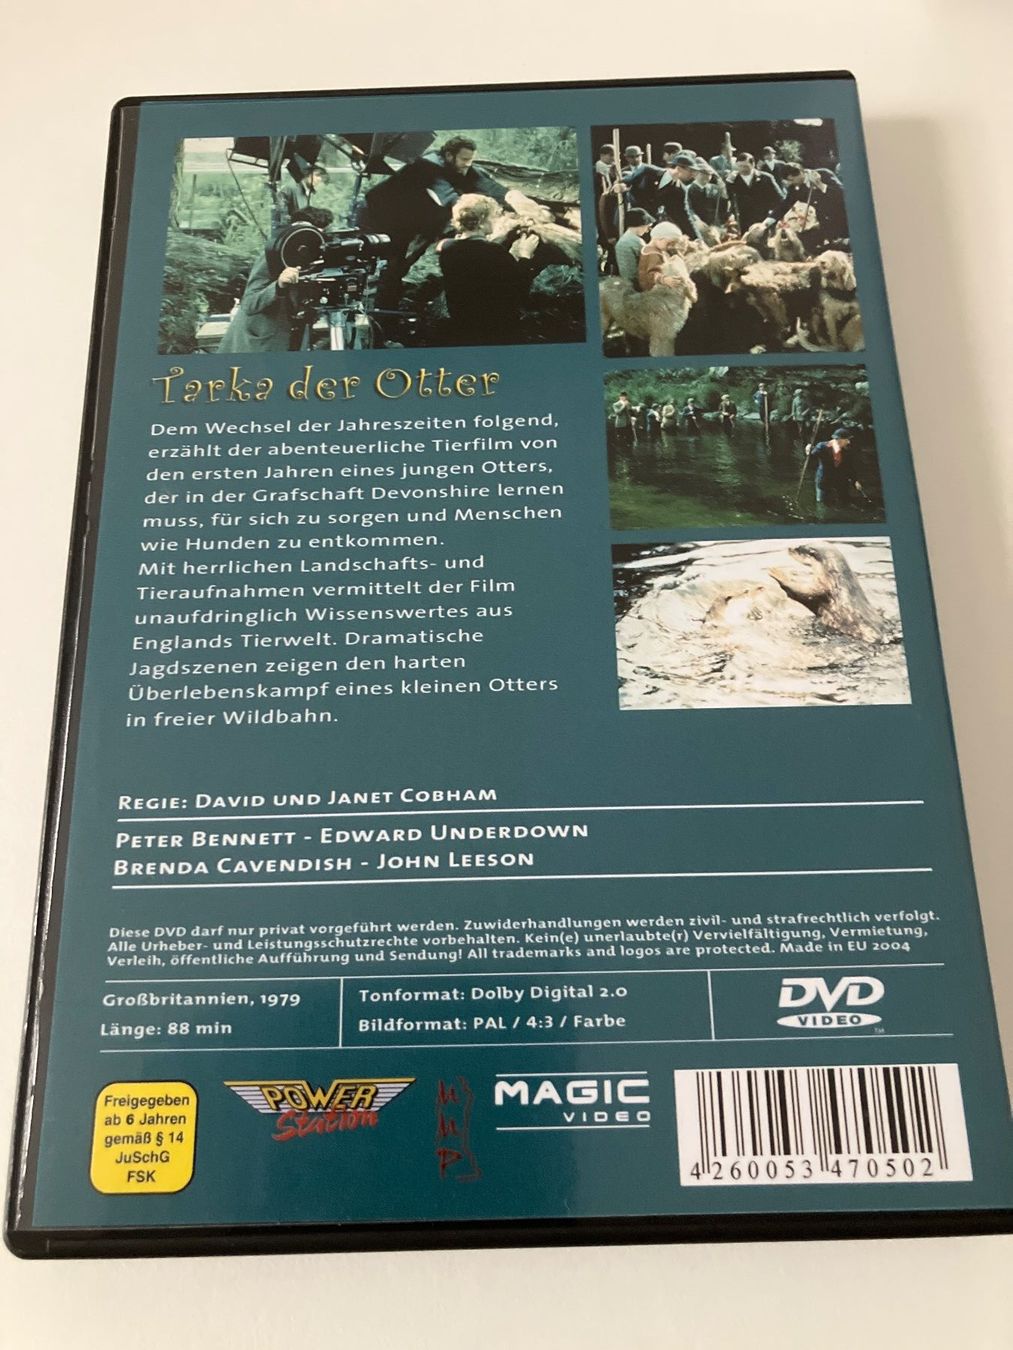 Tarka der Otter
Dem Wechsel der Jahreszeiten folgend,
erzählt der abenteuerliche Tierfilm von
den ersten Jahren eines jungen Otters,
der in der Grafschaft Devonshire lernen
muss, für sich zu sorgen und Menschen
wie Hunden zu entkommen.
Mit herrlichen Landschafts- und
Tieraufnahmen vermittelt der Film
unaufdringlich Wissenswertes aus
Englands Tierwelt. Dramatische
Jagdszenen zeigen den harten
Überlebenskampf eines kleinen Otters
in freier Wildbahn.
Regie: David und Janet Cobham
Peter Bennett - Edward Underdown
Brenda Cavendish - John Leeson
Diese DVD darf nur privat vorgeführt werden. Zuwiderhandlungen werden zivil- und strafrechtlich verfolgt.
Alle Urheber- und Leistungsschutzrechte vorbehalten. Kein(e) unerlaubte(r) Vervielfältigung, Vermietung,
Verleih, öffentliche Aufführung und Sendung! All trademarks and logos are protected. Made in EU 2004
Großbritannien, 1979
Länge: 88 min
Tonformat: Dolby Digital 2.0
Bildformat: PAL / 4:3 / Farbe
DVD
VIDEO
TM
Freigegeben
ab 6 Jahren
gemäß § 14
JuSchG
FSK
POWER
Station
MMP
MAGIC
VIDEO
4 260053 470502